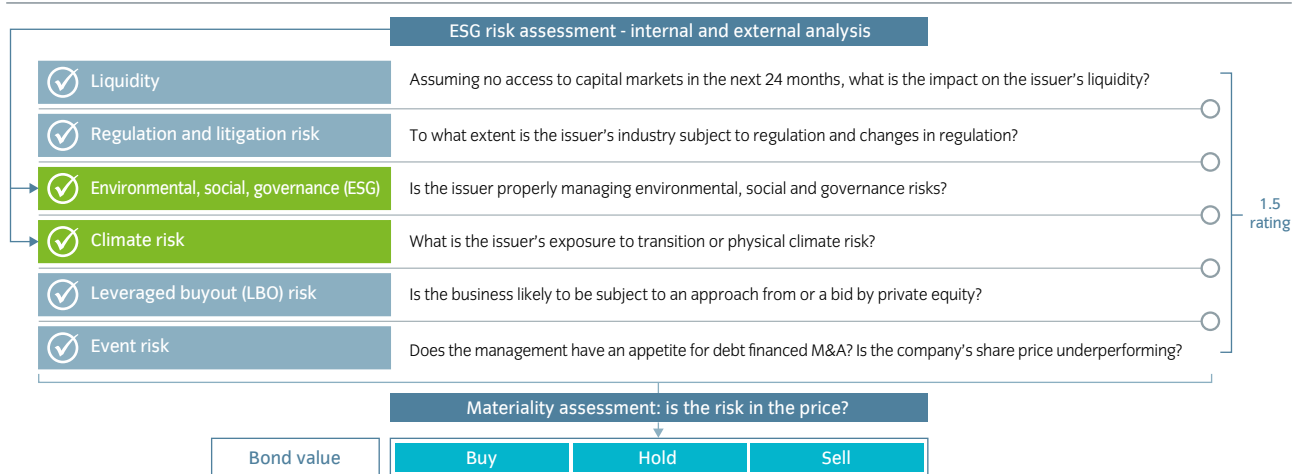 ESG risk assessment - internal and external analysis
Liquidity
Assuming no access to capital markets in the next 24 months, what is the impact on the issuer's liquidity?
Regulation and litigation risk
To what extent is the issuer's industry subject to regulation and changes in regulation?
Environmental, social, governance (ESG)
Is the issuer properly managing environmental, social and governance risks?
Climate risk
What is the issuer's exposure to transition or physical climate risk?
Leveraged buyout (LBO) risk
Is the business likely to be subject to an approach from or a bid by private equity?
Event risk
Does the management have an appetite for debt financed M&A? Is the company's share price underperforming?
1.5
rating
Materiality assessment: is the risk in the price?
Bond value
Buy
Hold
Sell